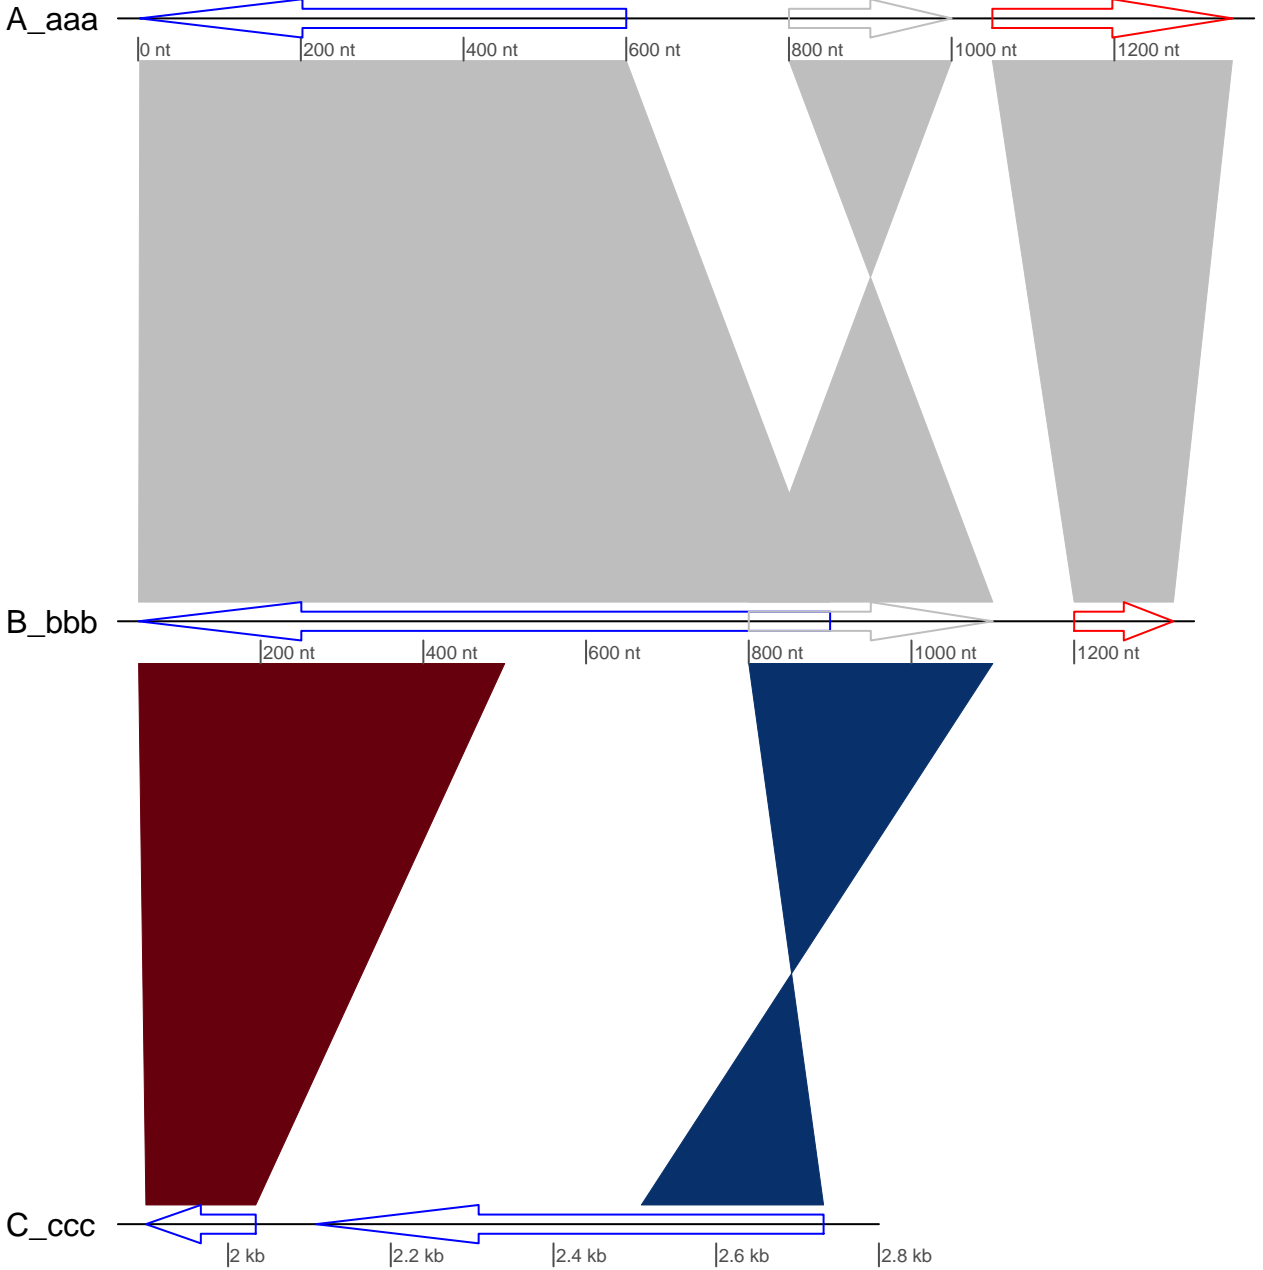 A_aaa
0 nt 200 nt 400 nt 600 nt 800 nt 1000 nt 1200 nt
B_bbb
200 nt 400 nt 600 nt 800 nt 1000 nt 1200 nt
C_ccc
2 kb 2.2 kb 2.4 kb 2.6 kb 2.8 kb